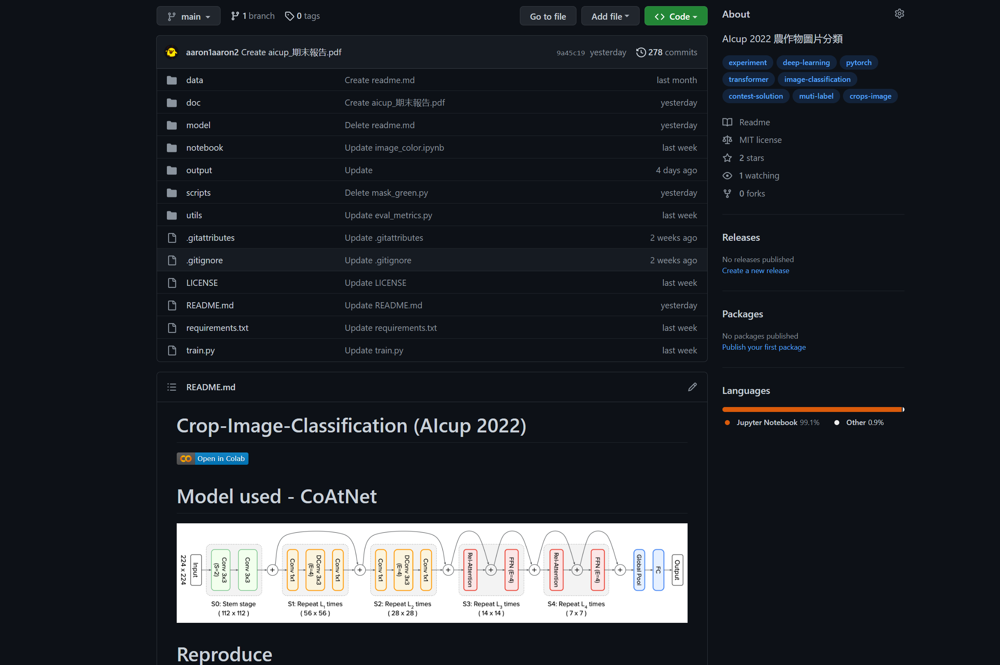 main 1 branch 0 tags Go to file Add file Code
aaron1aaron2 Create aicup_期末報告.pdf 9a45c19 yesterday 278 commits
data Create readme.md last month
doc Create aicup_期末報告.pdf yesterday
model Delete readme.md yesterday
notebook Update image_color.ipynb last week
output Update 4 days ago
scripts Delete mask_green.py yesterday
utils Update eval_metrics.py last week
.gitattributes Update .gitattributes 2 weeks ago
.gitignore Update .gitignore 2 weeks ago
LICENSE Update LICENSE last week
README.md Update README.md yesterday
requirements.txt Update requirements.txt last week
train.py Update train.py last week
README.md
Crop-Image-Classification (AIcup 2022)
CO Open in Colab
Model used - CoAtNet
224 x 224
Input
Conv 3x3
(S=2)
Conv 3x3
+
Conv 1x1
DConv 3x3
(E=4)
Conv 1x1
+
Conv 1x1
DConv 3x3
(E=4)
Conv 1x1
+
Rel-Attention
+
FFN (E=4)
+
Rel-Attention
+
FFN (E=4)
+
Global Pool
FC
Output
S0: Stem stage
( 112 x 112 )
S1: Repeat L1 times
( 56 x 56 )
S2: Repeat L2 times
( 28 x 28 )
S3: Repeat L3 times
( 14 x 14 )
S4: Repeat L4 times
( 7 x 7 )
Reproduce
About
AIcup 2022 農作物圖片分類
experiment deep-learning pytorch
transformer image-classification
contest-solution muti-label crops-image
Readme
MIT license
2 stars
1 watching
0 forks
Releases
No releases published
Create a new release
Packages
No packages published
Publish your first package
Languages
Jupyter Notebook 99.1% Other 0.9%